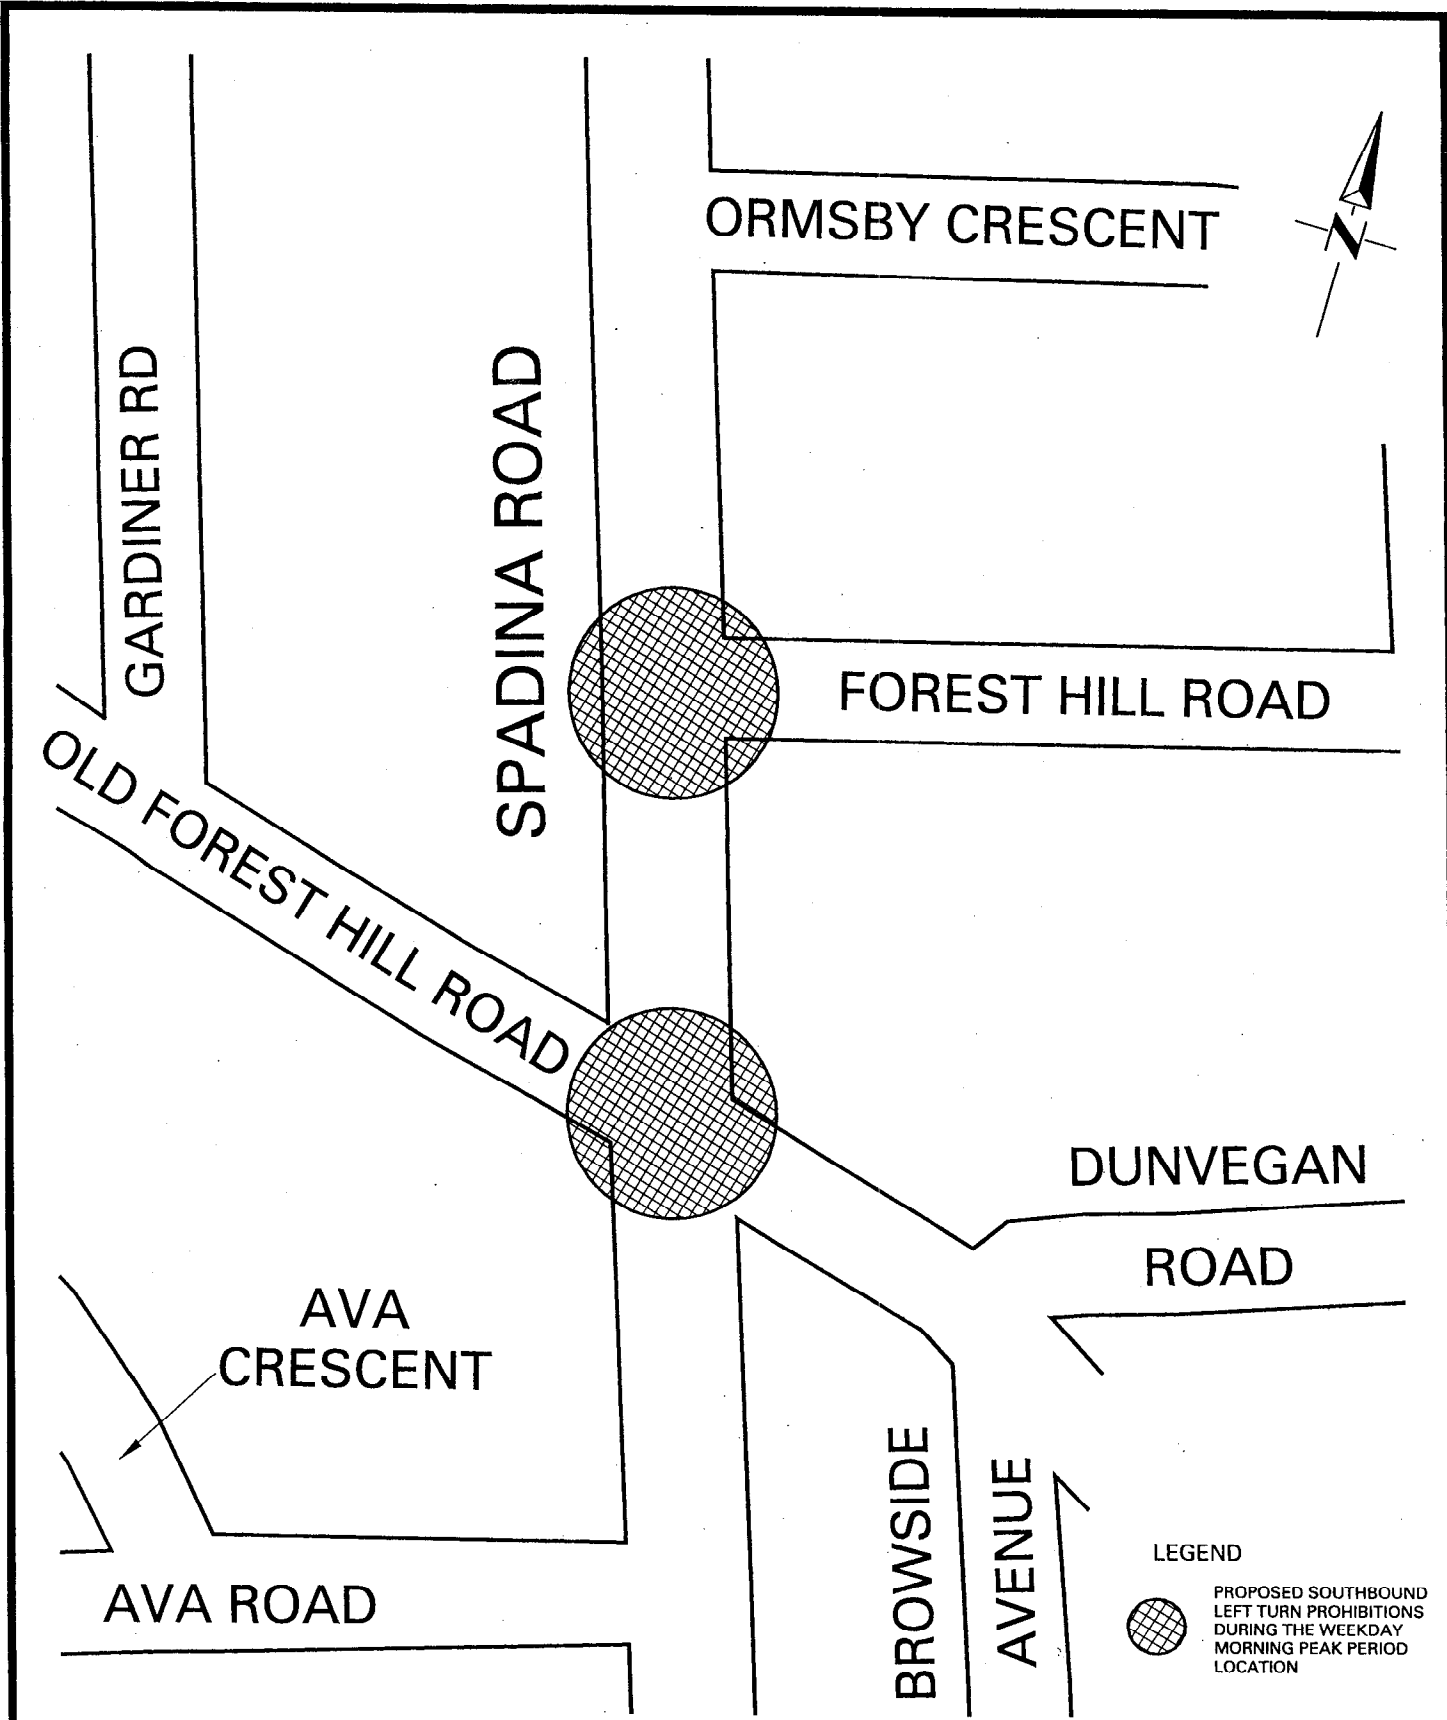 ORMSBY CRESCENT
N
GARDINER RD
SPADINA ROAD
FOREST HILL ROAD
OLD FOREST HILL ROAD
DUNVEGAN
ROAD
AVA
CRESCENT
AVA ROAD
BROWSIDE
AVENUE
LEGEND
PROPOSED SOUTHBOUND
LEFT TURN PROHIBITIONS
DURING THE WEEKDAY
MORNING PEAK PERIOD
LOCATION